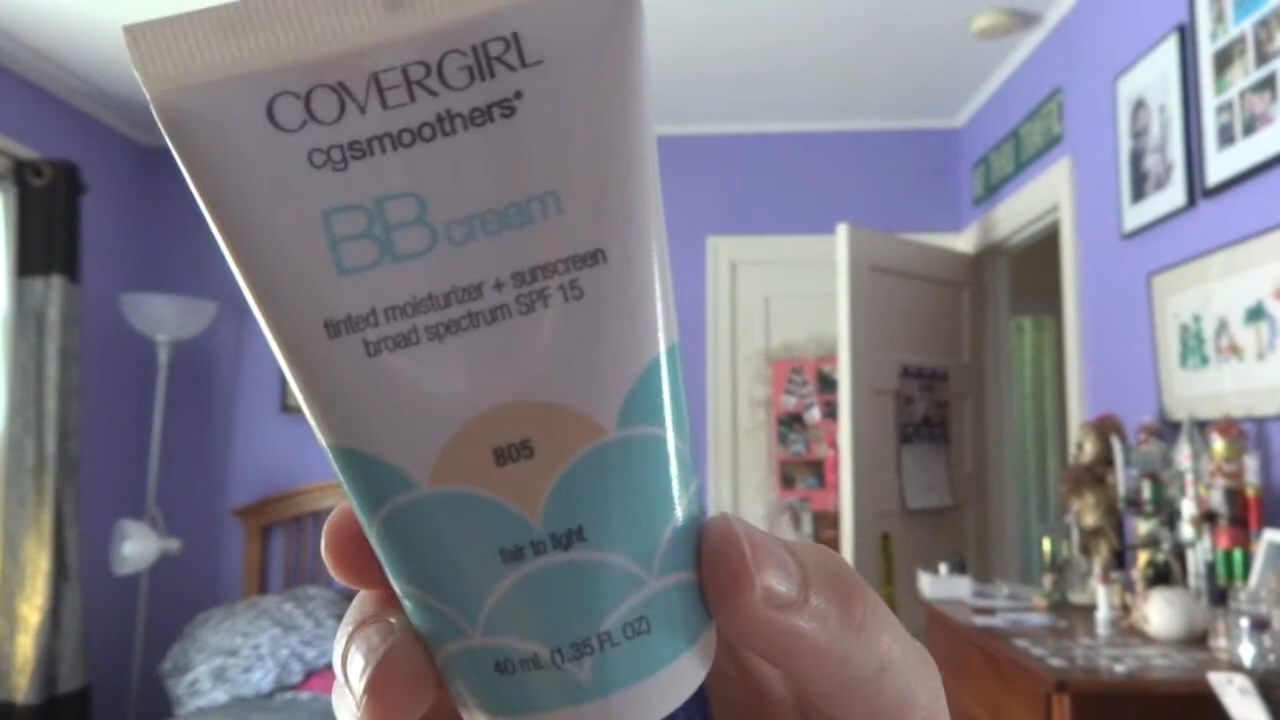 COVERGIRL
cgsmoothers®
BB cream
tinted moisturizer + sunscreen
broad spectrum SPF 15
805
fair to light
40 mL (1.35 FL OZ)